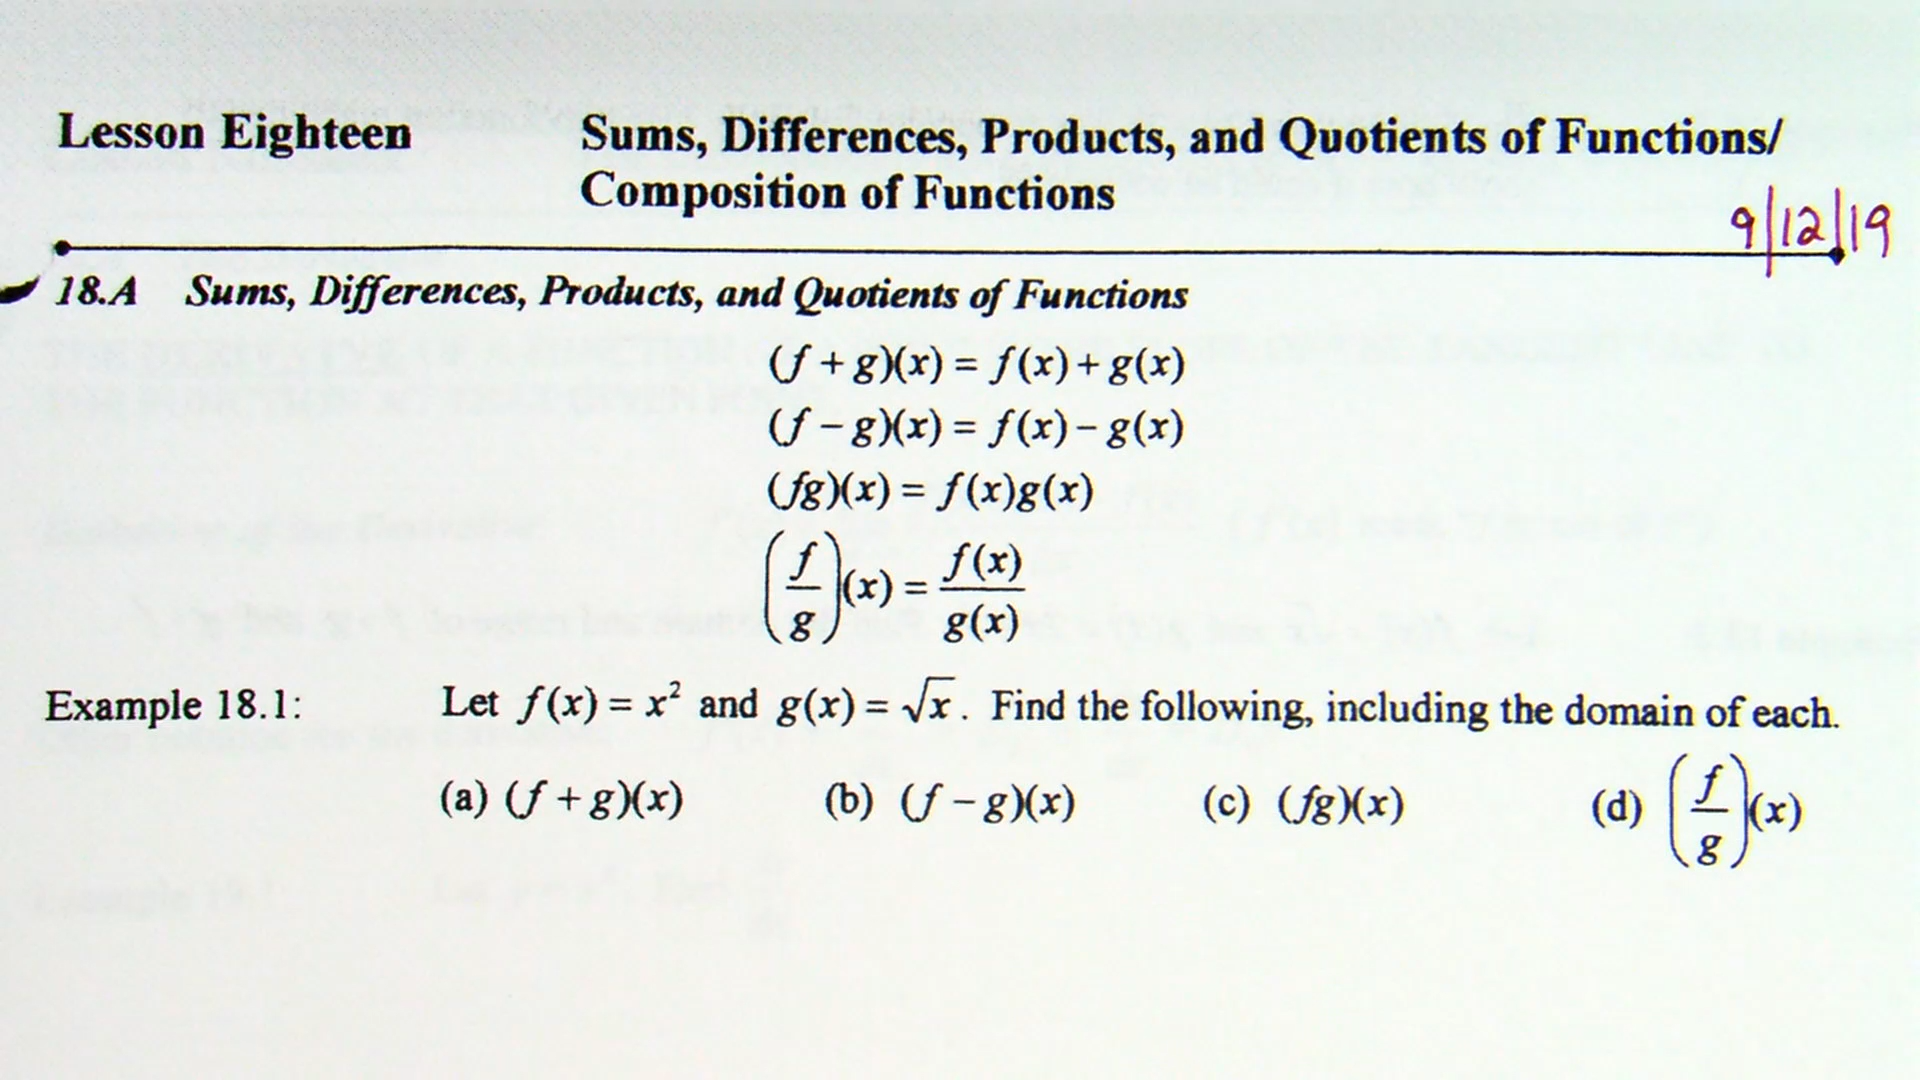 Lesson Eighteen Sums, Differences, Products, and Quotients of Functions/
Composition of Functions
9/12/19
18.A Sums, Differences, Products, and Quotients of Functions
(f + g)(x) = f(x) + g(x)
(f − g)(x) = f(x) − g(x)
(fg)(x) = f(x)g(x)
(f/g)(x) = f(x)/g(x)
Example 18.1: Let f(x) = x² and g(x) = √x. Find the following, including the domain of each.
(a) (f + g)(x) (b) (f − g)(x) (c) (fg)(x) (d) (f/g)(x)